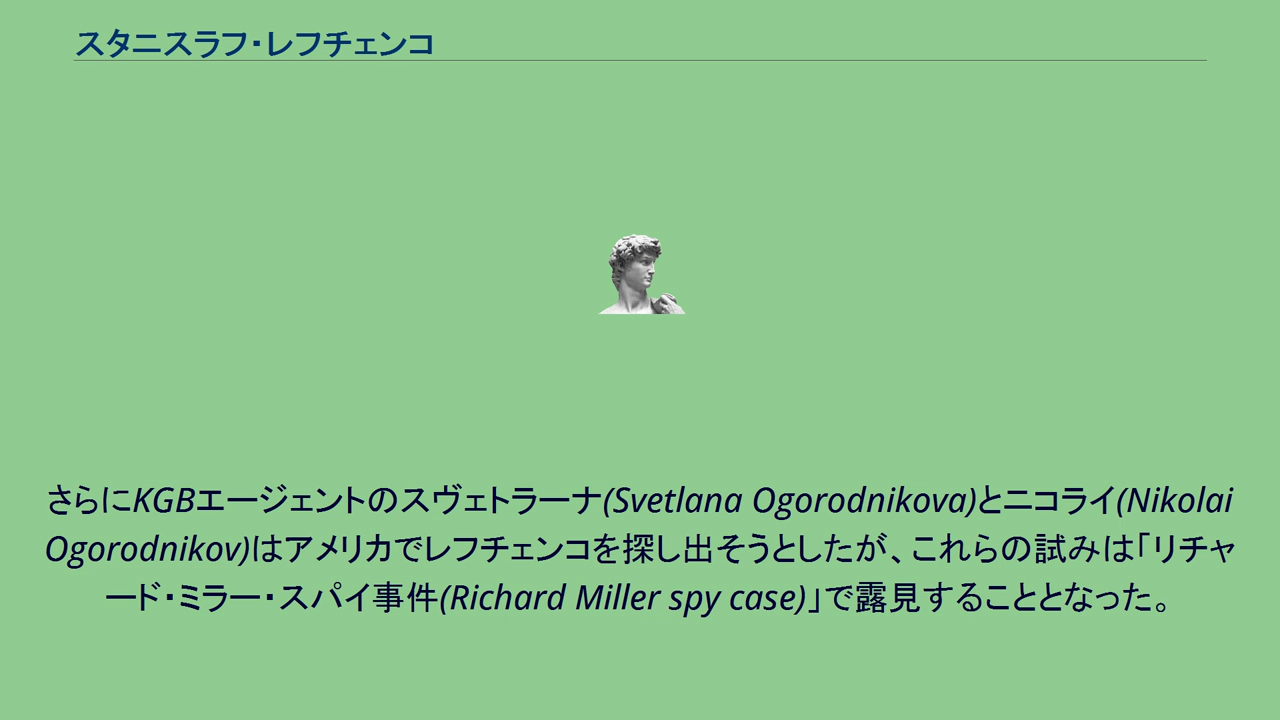 スタニスラフ・レフチェンコ
さらにKGBエージェントのスヴェトラーナ(Svetlana Ogorodnikova)とニコライ(Nikolai
Ogorodnikov)はアメリカでレフチェンコを探し出そうとしたが、これらの試みは「リチャ
ード・ミラー・スパイ事件(Richard Miller spy case)」で露見することとなった。